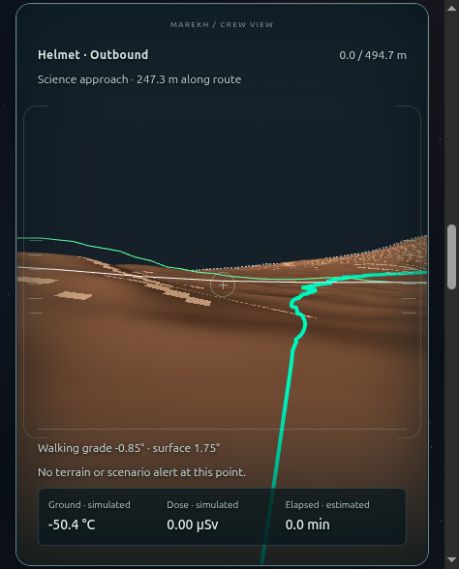 MAREKH / CREW VIEW
Helmet · Outbound 0.0 / 494.7 m
Science approach · 247.3 m along route
Walking grade -0.85° · surface 1.75°
No terrain or scenario alert at this point.
Ground · simulated Dose · simulated Elapsed · estimated
-50.4 °C 0.00 µSv 0.0 min